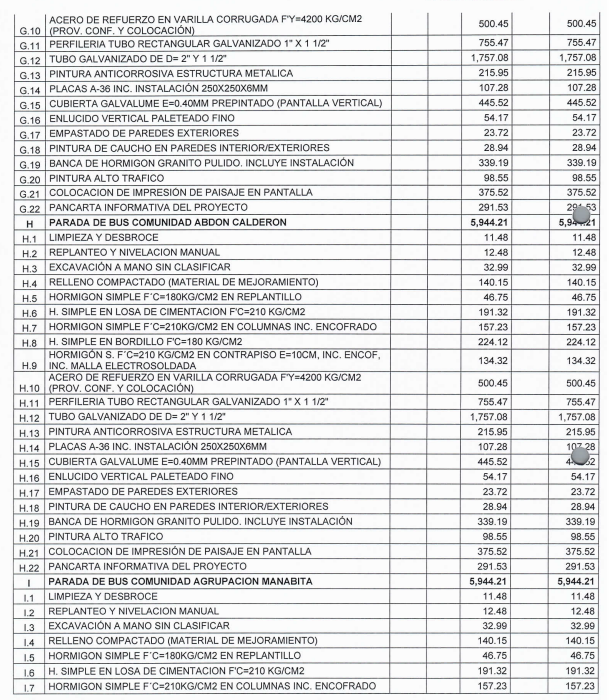 G.10 ACERO DE REFUERZO EN VARILLA CORRUGADA F'Y=4200 KG/CM2 (PROV. CONF. Y COLOCACIÓN) 500.45 500.45
G.11 PERFILERIA TUBO RECTANGULAR GALVANIZADO 1" X 1 1/2" 755.47 755.47
G.12 TUBO GALVANIZADO DE D= 2" Y 1 1/2" 1,757.08 1,757.08
G.13 PINTURA ANTICORROSIVA ESTRUCTURA METALICA 215.95 215.95
G.14 PLACAS A-36 INC. INSTALACIÓN 250X250X6MM 107.28 107.28
G.15 CUBIERTA GALVALUME E=0.40MM PREPINTADO (PANTALLA VERTICAL) 445.52 445.52
G.16 ENLUCIDO VERTICAL PALETEADO FINO 54.17 54.17
G.17 EMPASTADO DE PAREDES EXTERIORES 23.72 23.72
G.18 PINTURA DE CAUCHO EN PAREDES INTERIOR/EXTERIORES 28.94 28.94
G.19 BANCA DE HORMIGON GRANITO PULIDO. INCLUYE INSTALACIÓN 339.19 339.19
G.20 PINTURA ALTO TRAFICO 98.55 98.55
G.21 COLOCACION DE IMPRESIÓN DE PAISAJE EN PANTALLA 375.52 375.52
G.22 PANCARTA INFORMATIVA DEL PROYECTO 291.53 291.53
H PARADA DE BUS COMUNIDAD ABDON CALDERON 5,944.21 5,944.21
H.1 LIMPIEZA Y DESBROCE 11.48 11.48
H.2 REPLANTEO Y NIVELACION MANUAL 12.48 12.48
H.3 EXCAVACIÓN A MANO SIN CLASIFICAR 32.99 32.99
H.4 RELLENO COMPACTADO (MATERIAL DE MEJORAMIENTO) 140.15 140.15
H.5 HORMIGON SIMPLE F´C=180KG/CM2 EN REPLANTILLO 46.75 46.75
H.6 H. SIMPLE EN LOSA DE CIMENTACION F'C=210 KG/CM2 191.32 191.32
H.7 HORMIGON SIMPLE F´C=210KG/CM2 EN COLUMNAS INC. ENCOFRADO 157.23 157.23
H.8 H. SIMPLE EN BORDILLO F'C=180 KG/CM2 224.12 224.12
H.9 HORMIGÓN S. F´C=210 KG/CM2 EN CONTRAPISO E=10CM, INC. ENCOF, INC. MALLA ELECTROSOLDADA 134.32 134.32
H.10 ACERO DE REFUERZO EN VARILLA CORRUGADA F'Y=4200 KG/CM2 (PROV. CONF. Y COLOCACIÓN) 500.45 500.45
H.11 PERFILERIA TUBO RECTANGULAR GALVANIZADO 1" X 1 1/2" 755.47 755.47
H.12 TUBO GALVANIZADO DE D= 2" Y 1 1/2" 1,757.08 1,757.08
H.13 PINTURA ANTICORROSIVA ESTRUCTURA METALICA 215.95 215.95
H.14 PLACAS A-36 INC. INSTALACIÓN 250X250X6MM 107.28 107.28
H.15 CUBIERTA GALVALUME E=0.40MM PREPINTADO (PANTALLA VERTICAL) 445.52
H.16 ENLUCIDO VERTICAL PALETEADO FINO 54.17 54.17
H.17 EMPASTADO DE PAREDES EXTERIORES 23.72 23.72
H.18 PINTURA DE CAUCHO EN PAREDES INTERIOR/EXTERIORES 28.94 28.94
H.19 BANCA DE HORMIGON GRANITO PULIDO. INCLUYE INSTALACIÓN 339.19 339.19
H.20 PINTURA ALTO TRAFICO 98.55 98.55
H.21 COLOCACION DE IMPRESIÓN DE PAISAJE EN PANTALLA 375.52 375.52
H.22 PANCARTA INFORMATIVA DEL PROYECTO 291.53 291.53
I PARADA DE BUS COMUNIDAD AGRUPACION MANABITA 5,944.21 5,944.21
I.1 LIMPIEZA Y DESBROCE 11.48 11.48
I.2 REPLANTEO Y NIVELACION MANUAL 12.48 12.48
I.3 EXCAVACIÓN A MANO SIN CLASIFICAR 32.99 32.99
I.4 RELLENO COMPACTADO (MATERIAL DE MEJORAMIENTO) 140.15 140.15
I.5 HORMIGON SIMPLE F´C=180KG/CM2 EN REPLANTILLO 46.75 46.75
I.6 H. SIMPLE EN LOSA DE CIMENTACION F'C=210 KG/CM2 191.32 191.32
I.7 HORMIGON SIMPLE F´C=210KG/CM2 EN COLUMNAS INC. ENCOFRADO 157.23 157.23